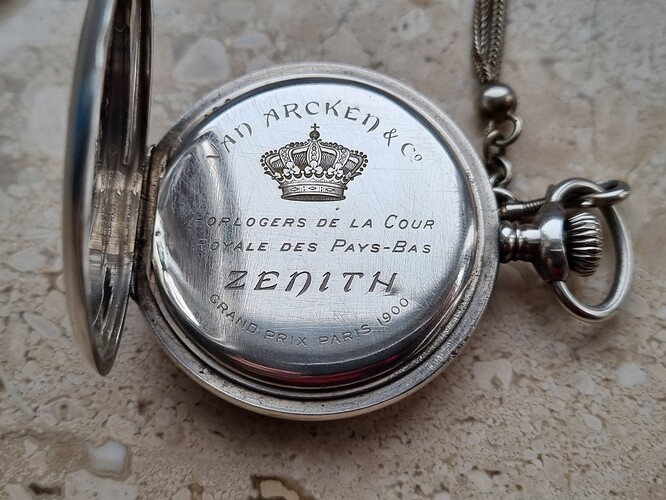 VAN ARCKEN & Co
HORLOGERS DE LA COUR
ROYALE DES PAYS-BAS
ZENITH
GRAND PRIX PARIS 1900